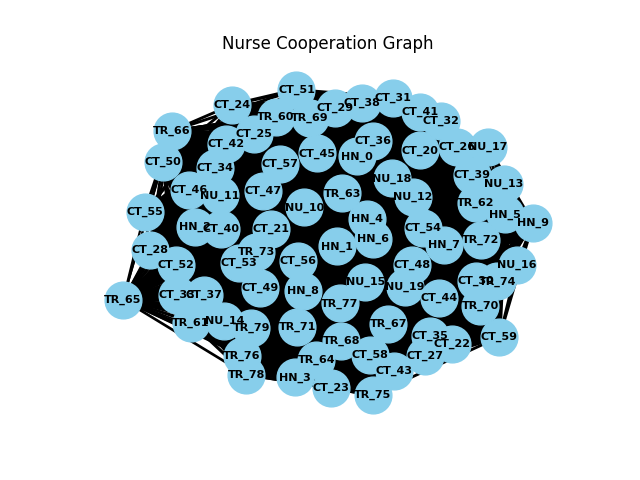 Nurse Cooperation Graph
CT_51
CT_31
CT_24
CT_29
CT_38
CT_41
TR_60
TR_69
CT_32
TR_66
CT_25
CT_42
CT_36
CT_20
CT_26
NU_17
CT_45
HN_0
CT_50
CT_57
CT_34
NU_18
CT_39
NU_13
CT_46
CT_47
NU_11
TR_63
NU_12
TR_62
NU_10
CT_55
HN_4
HN_5
HN_9
HN_2
CT_40
CT_21
CT_54
HN_6
TR_72
HN_1
HN_7
CT_28
TR_73
CT_52
CT_53
CT_56
CT_48
NU_16
NU_15
TR_74
CT_49
HN_8
NU_19
TR_65
CT_37
CT_44
TR_77
TR_70
TR_61
NU_14
TR_79
TR_71
TR_67
CT_35
CT_59
TR_68
CT_22
TR_76
CT_58
CT_27
TR_64
TR_78
HN_3
CT_43
CT_23
TR_75